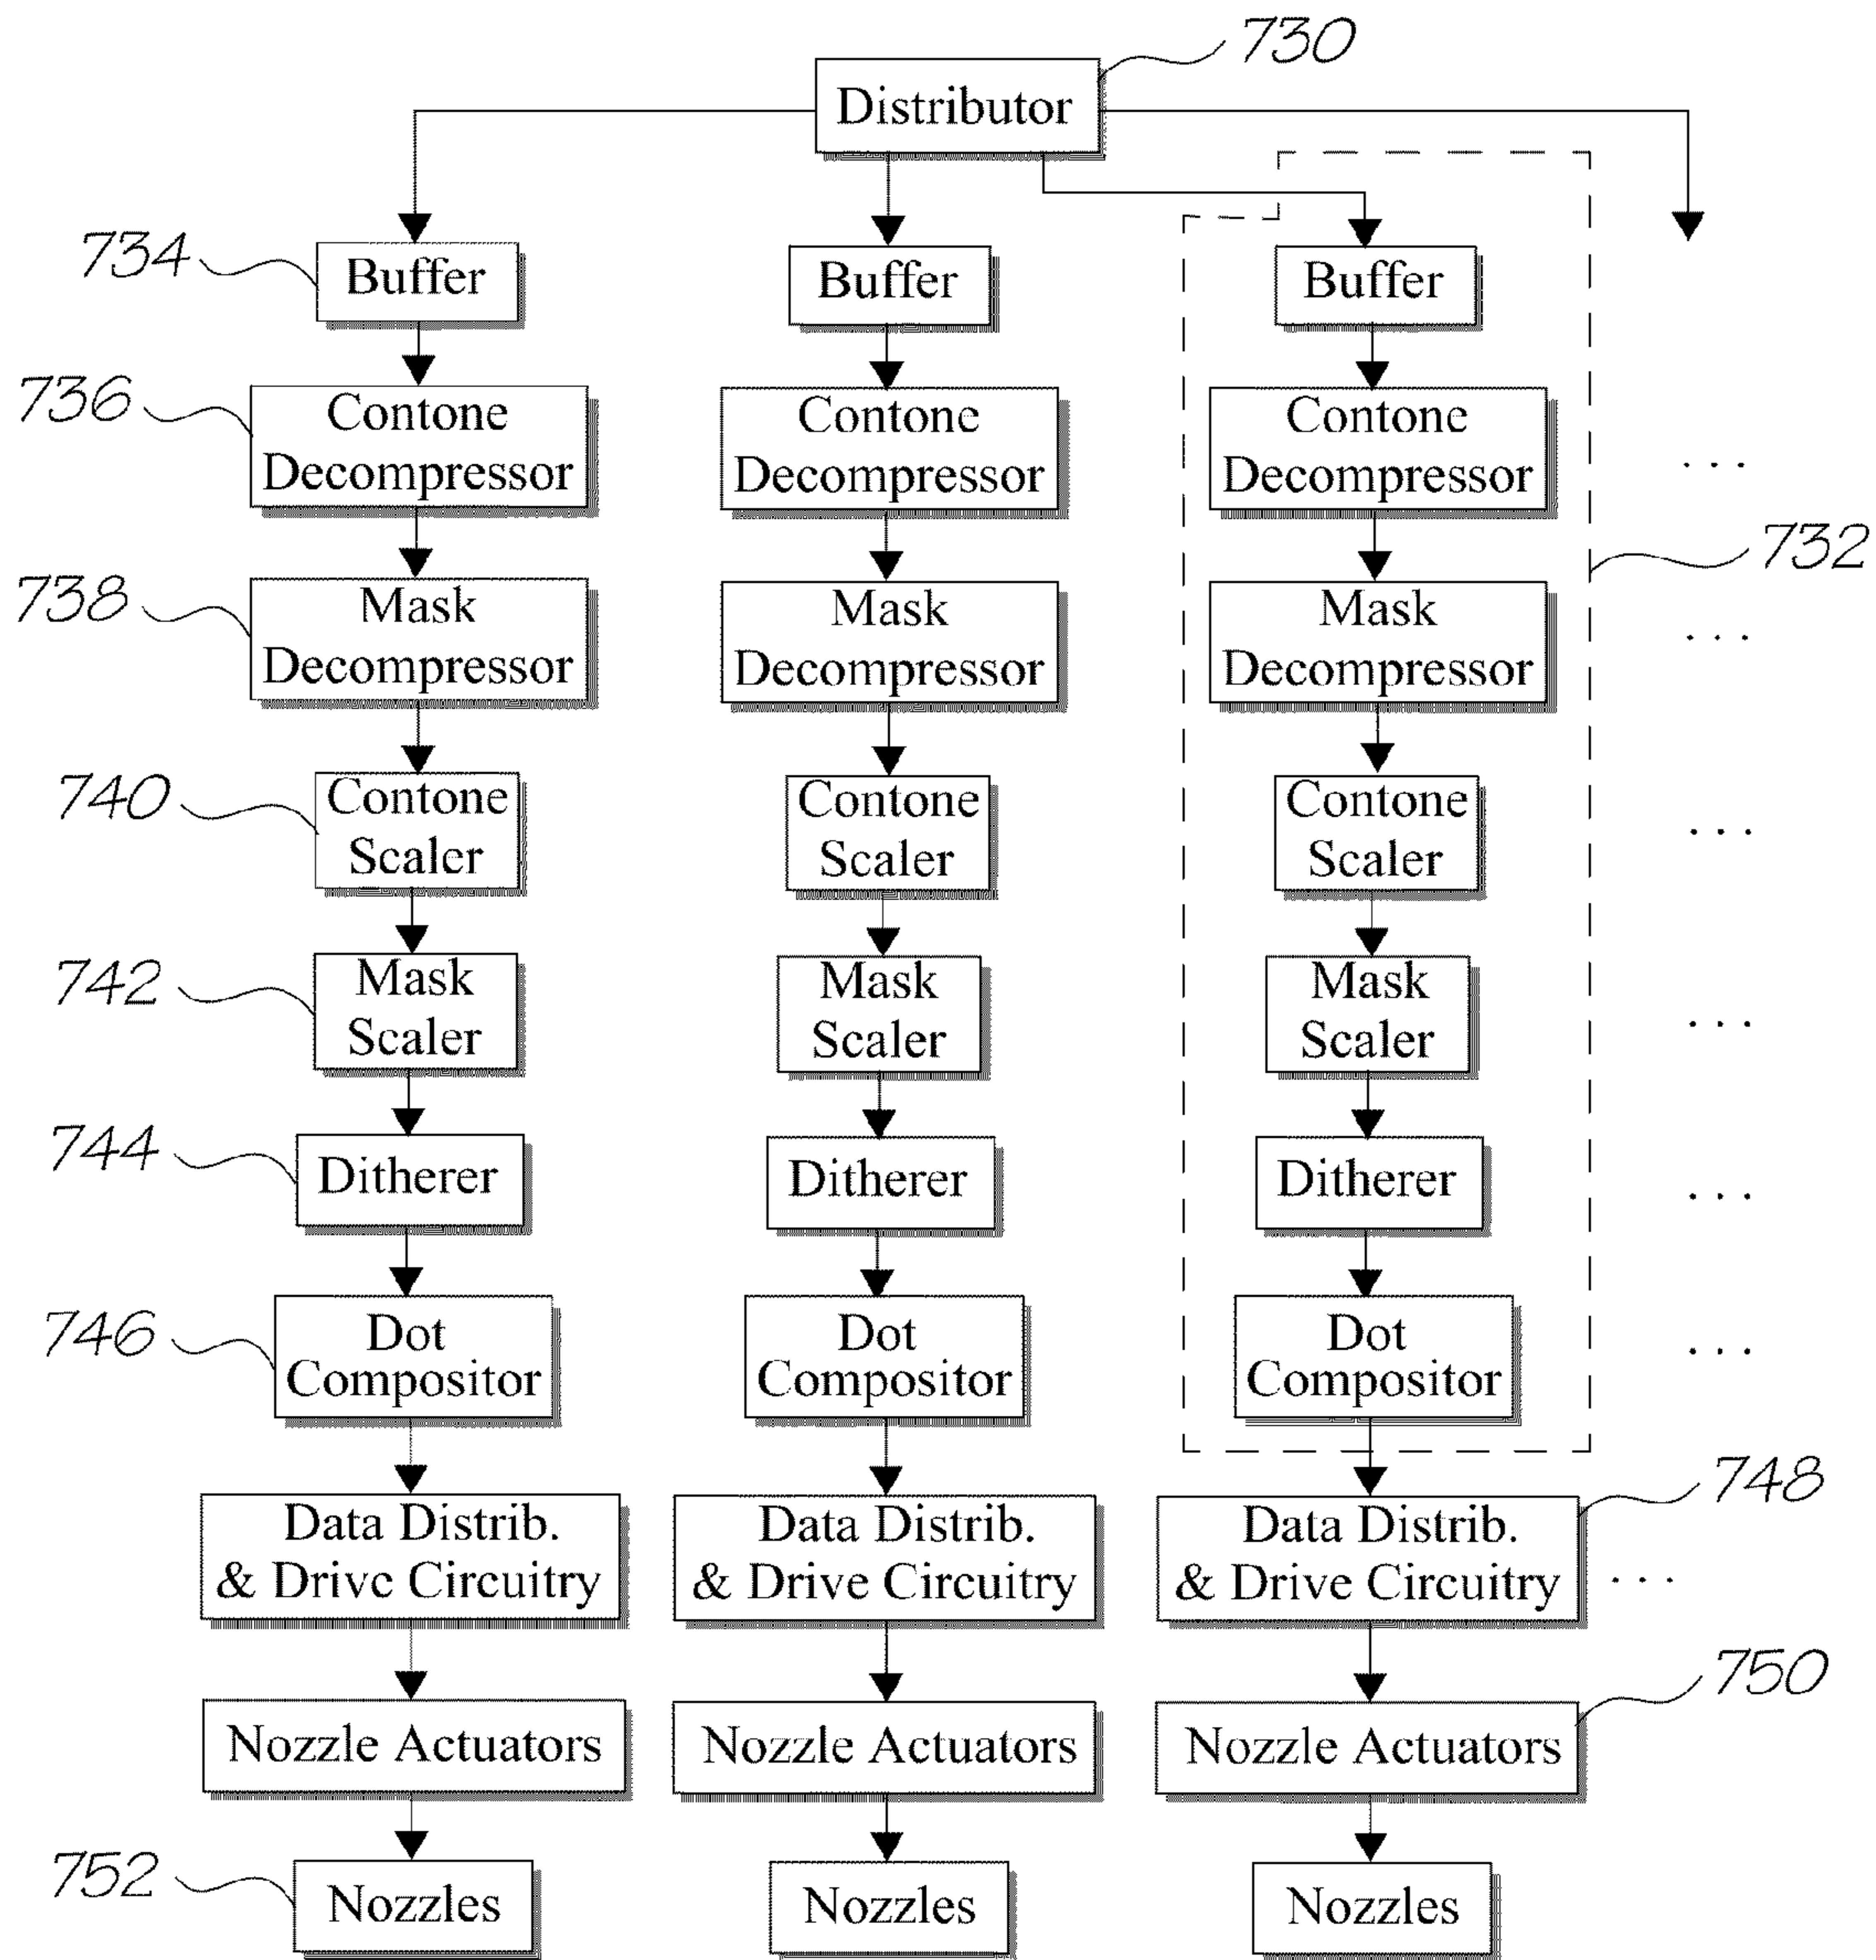 730
Distributor
734
Buffer
Buffer
Buffer
736
Contone
Decompressor
Contone
Decompressor
Contone
Decompressor
...
732
738
Mask
Decompressor
Mask
Decompressor
Mask
Decompressor
...
740
Contone
Scaler
Contone
Scaler
Contone
Scaler
...
742
Mask
Scaler
Mask
Scaler
Mask
Scaler
...
744
Ditherer
Ditherer
Ditherer
...
746
Dot
Compositor
Dot
Compositor
Dot
Compositor
...
748
Data Distrib.
& Drive Circuitry
Data Distrib.
& Drive Circuitry
Data Distrib.
& Drive Circuitry
...
750
Nozzle Actuators
Nozzle Actuators
Nozzle Actuators
752
Nozzles
Nozzles
Nozzles